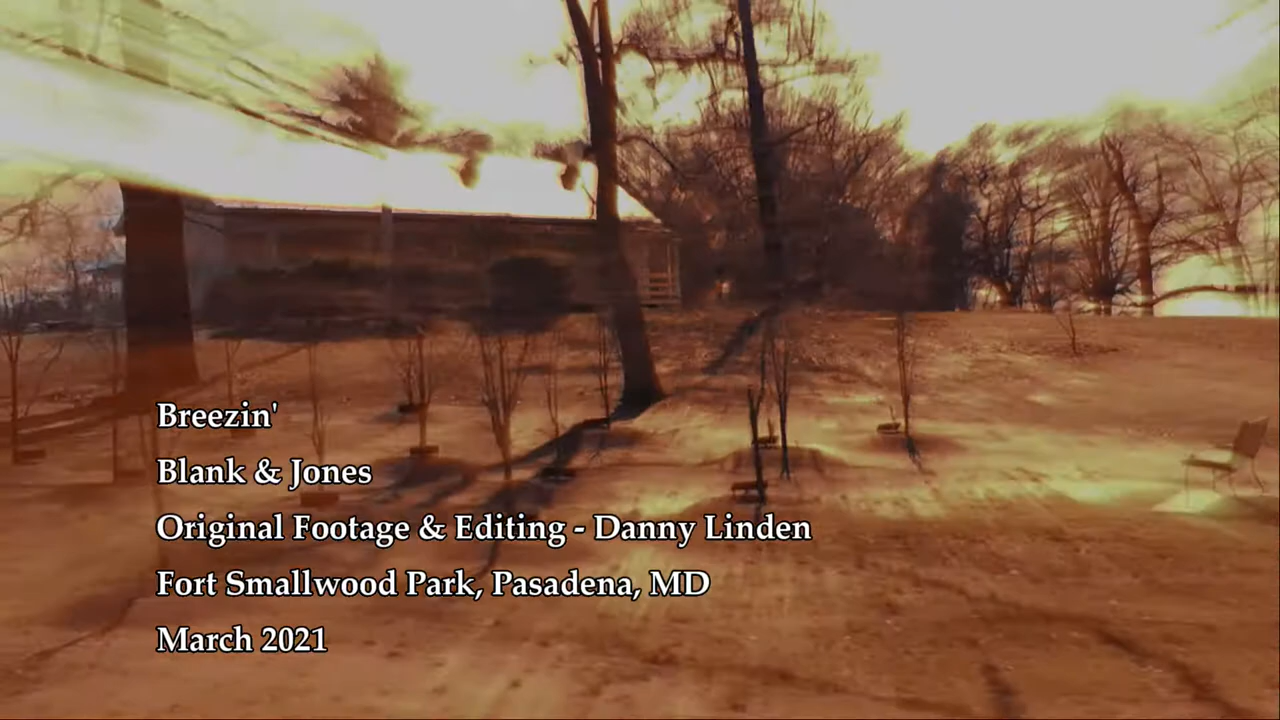 Breezin'
Blank & Jones
Original Footage & Editing - Danny Linden
Fort Smallwood Park, Pasadena, MD
March 2021